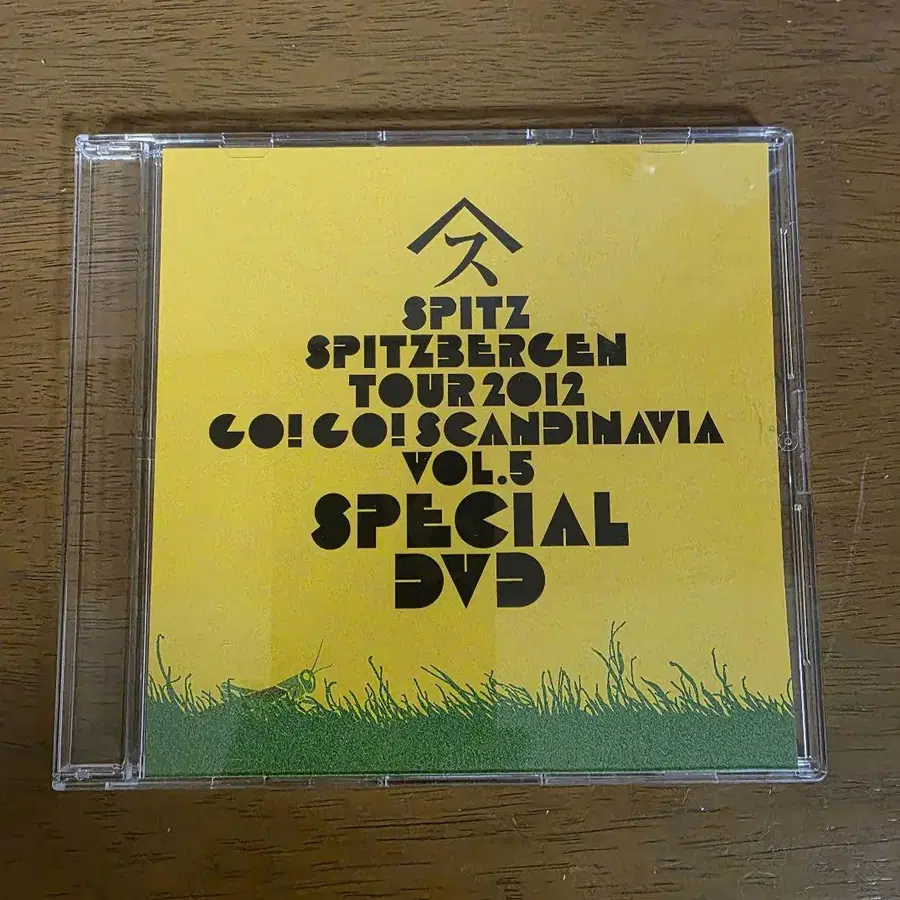 ス
SPITZ
SPITZBERGEN
TOUR 2012
GO! GO! SCANDINAVIA
VOL.5
SPECIAL
DVD